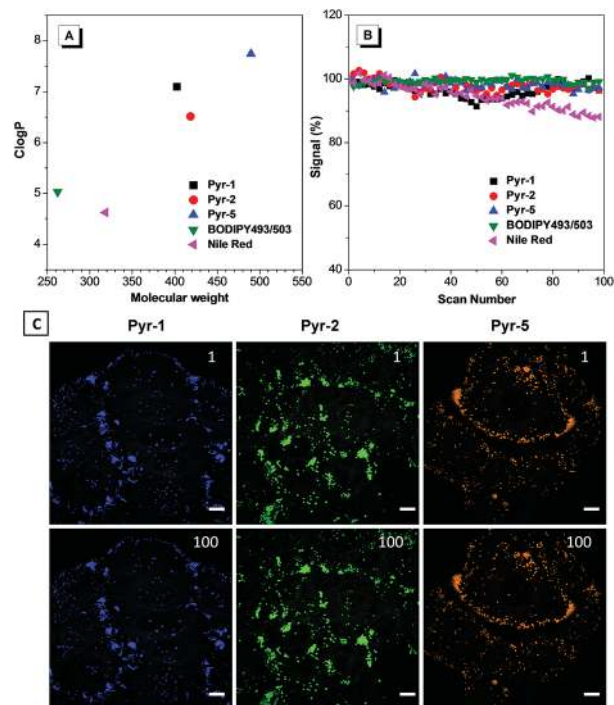 A
ClogP
8
7
6
5
4
250
300
350
400
450
500
550
Molecular weight
Pyr-1
Pyr-2
Pyr-5
BODIPY493/503
Nile Red
B
Signal (%)
120
100
80
60
40
0
20
40
60
80
100
Scan Number
Pyr-1
Pyr-2
Pyr-5
BODIPY493/503
Nile Red
C
Pyr-1
Pyr-2
Pyr-5
1
1
1
100
100
100